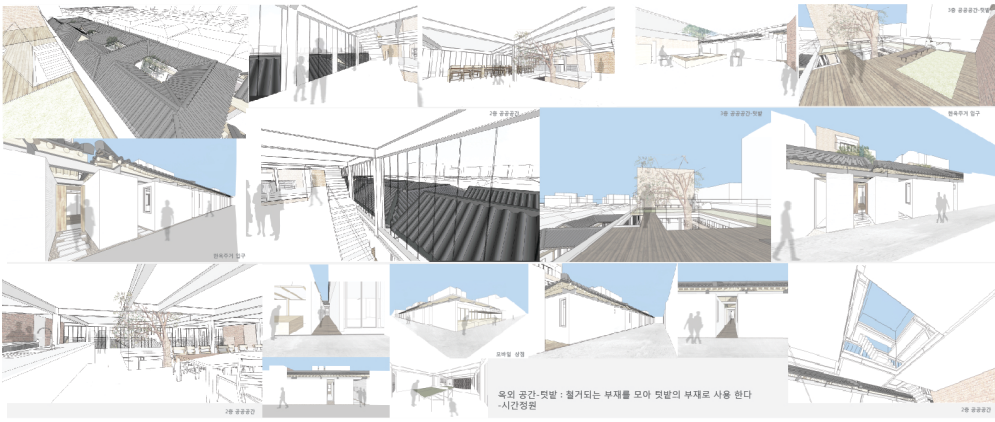 3층 공공공간-텃밭
2층 공공공간
3층 공공공간-텃밭
한옥주거 입구
한옥주거 입구
모바일 상점
옥외 공간-텃밭 : 철거되는 부재를 모아 텃밭의 부재로 사용 한다
-시간정원
2층 공공공간
2층 공공공간